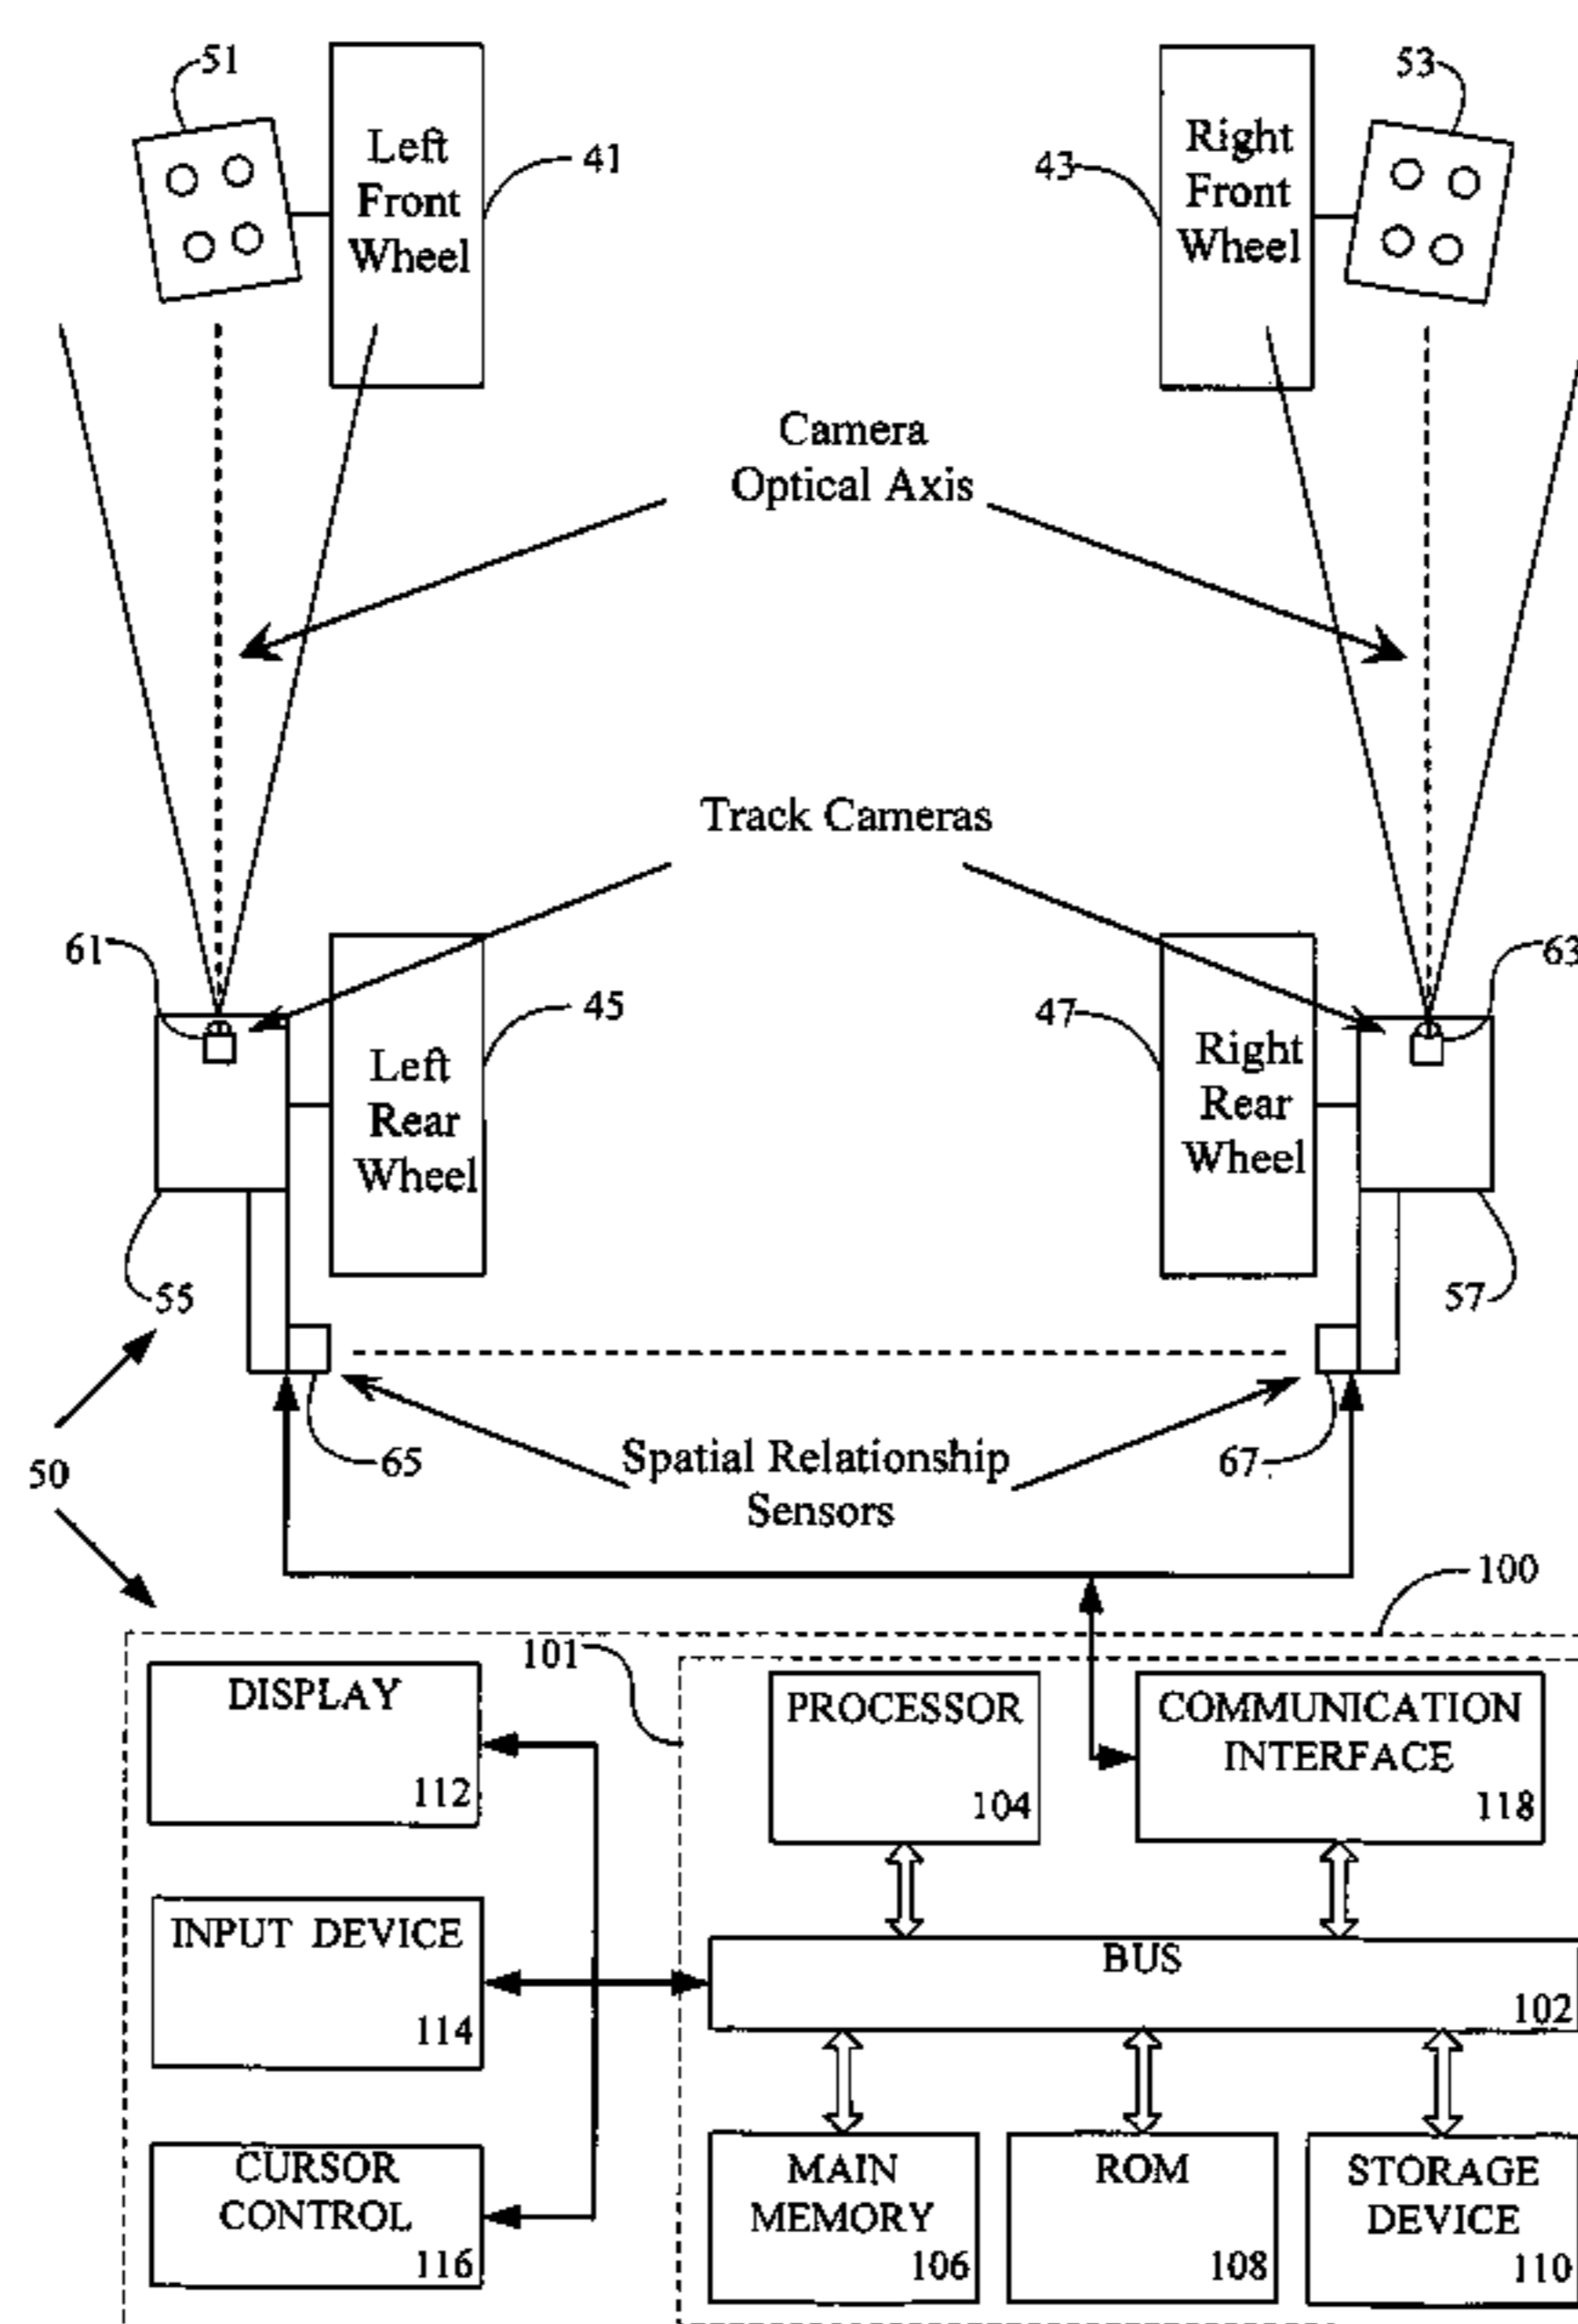 51
53
Left
Front
Wheel
41
43
Right
Front
Wheel
Camera
Optical Axis
Track Cameras
61
63
45
47
Left
Rear
Wheel
Right
Rear
Wheel
55
57
65
67
Spatial Relationship
Sensors
50
100
101
DISPLAY
112
PROCESSOR
104
COMMUNICATION
INTERFACE
118
INPUT DEVICE
114
BUS
102
CURSOR
CONTROL
116
MAIN
MEMORY
106
ROM
108
STORAGE
DEVICE
110